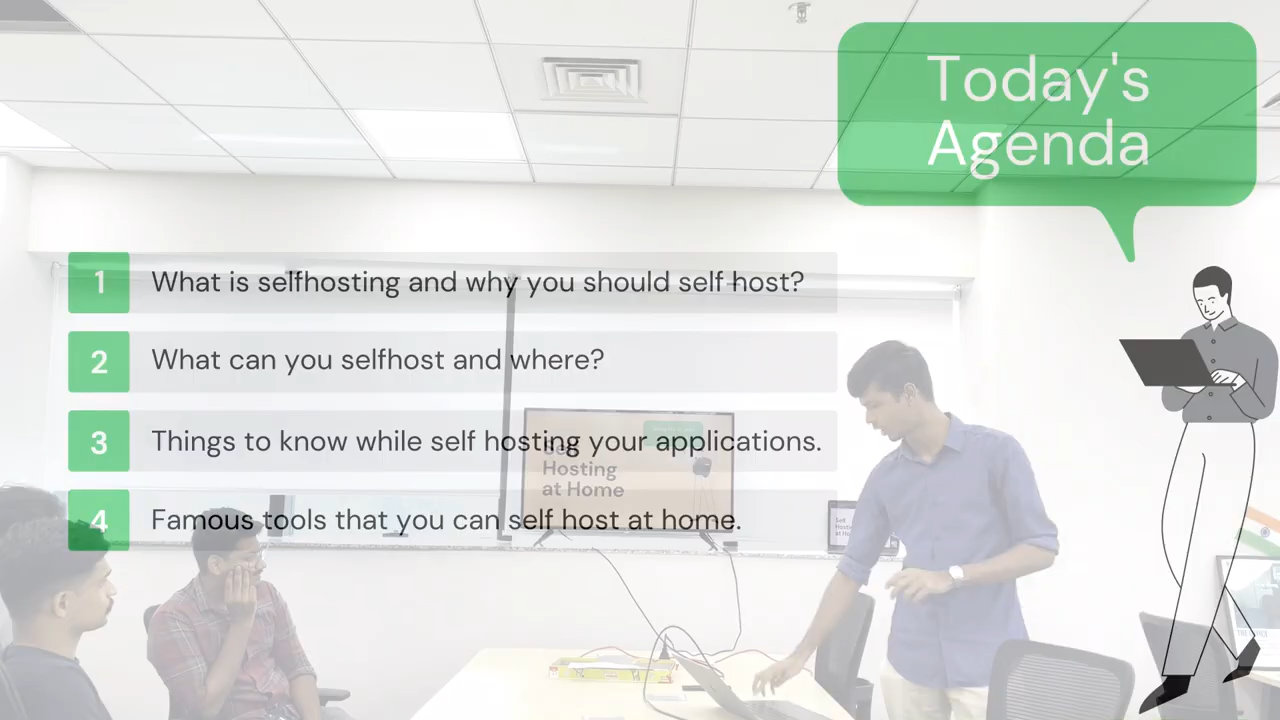 Today's
Agenda
1 What is selfhosting and why you should self host?
2 What can you selfhost and where?
3 Things to know while self hosting your applications.
4 Famous tools that you can self host at home.
Hosting
at Home
Self